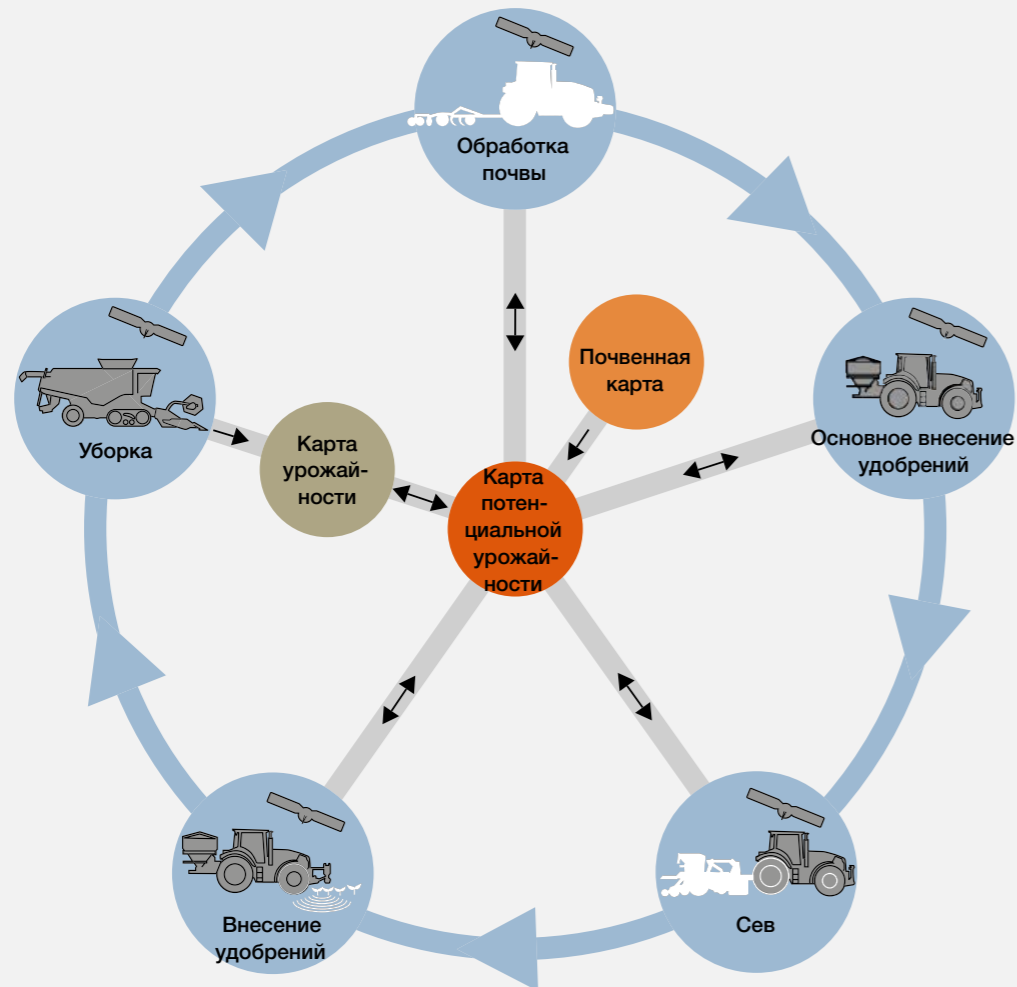 Обработка
почвы
Почвенная
карта
Основное внесение
удобрений
Уборка
Карта
урожай-
ности
Карта
потен-
циальной
урожай-
ности
Внесение
удобрений
Сев